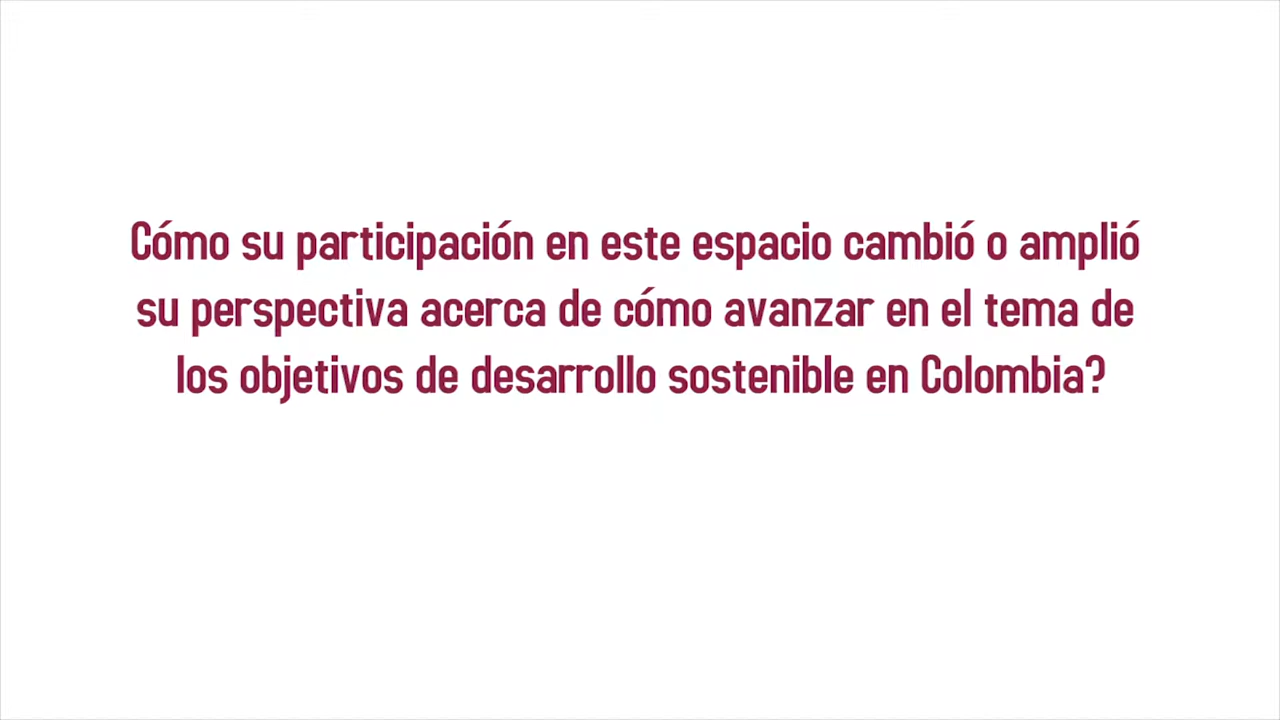 Cómo su participación en este espacio cambió o amplió
su perspectiva acerca de cómo avanzar en el tema de
los objetivos de desarrollo sostenible en Colombia?